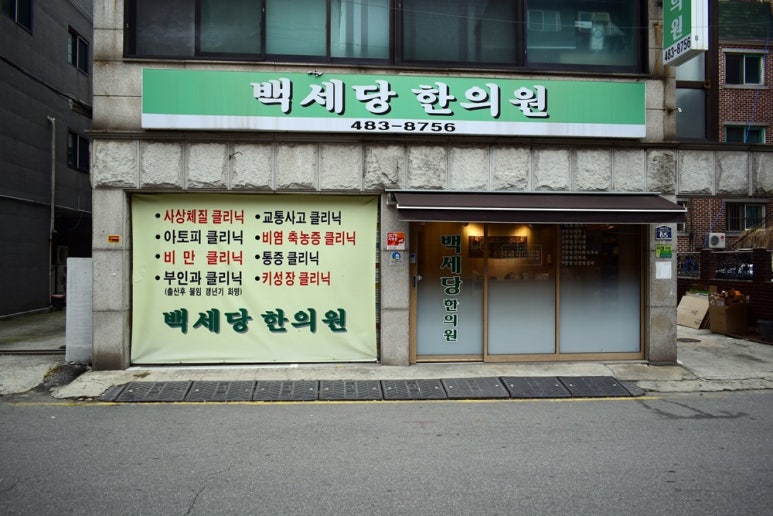 백세당 한의원
483-8756
의원
483-8756
• 사상체질 클리닉
• 아토피 클리닉
• 비 만 클리닉
• 부인과 클리닉
(출산후 불임 갱년기 화병)
• 교통사고 클리닉
• 비염 축농증 클리닉
• 통증 클리닉
• 키성장 클리닉
백세당 한의원
백세당 한의원
65